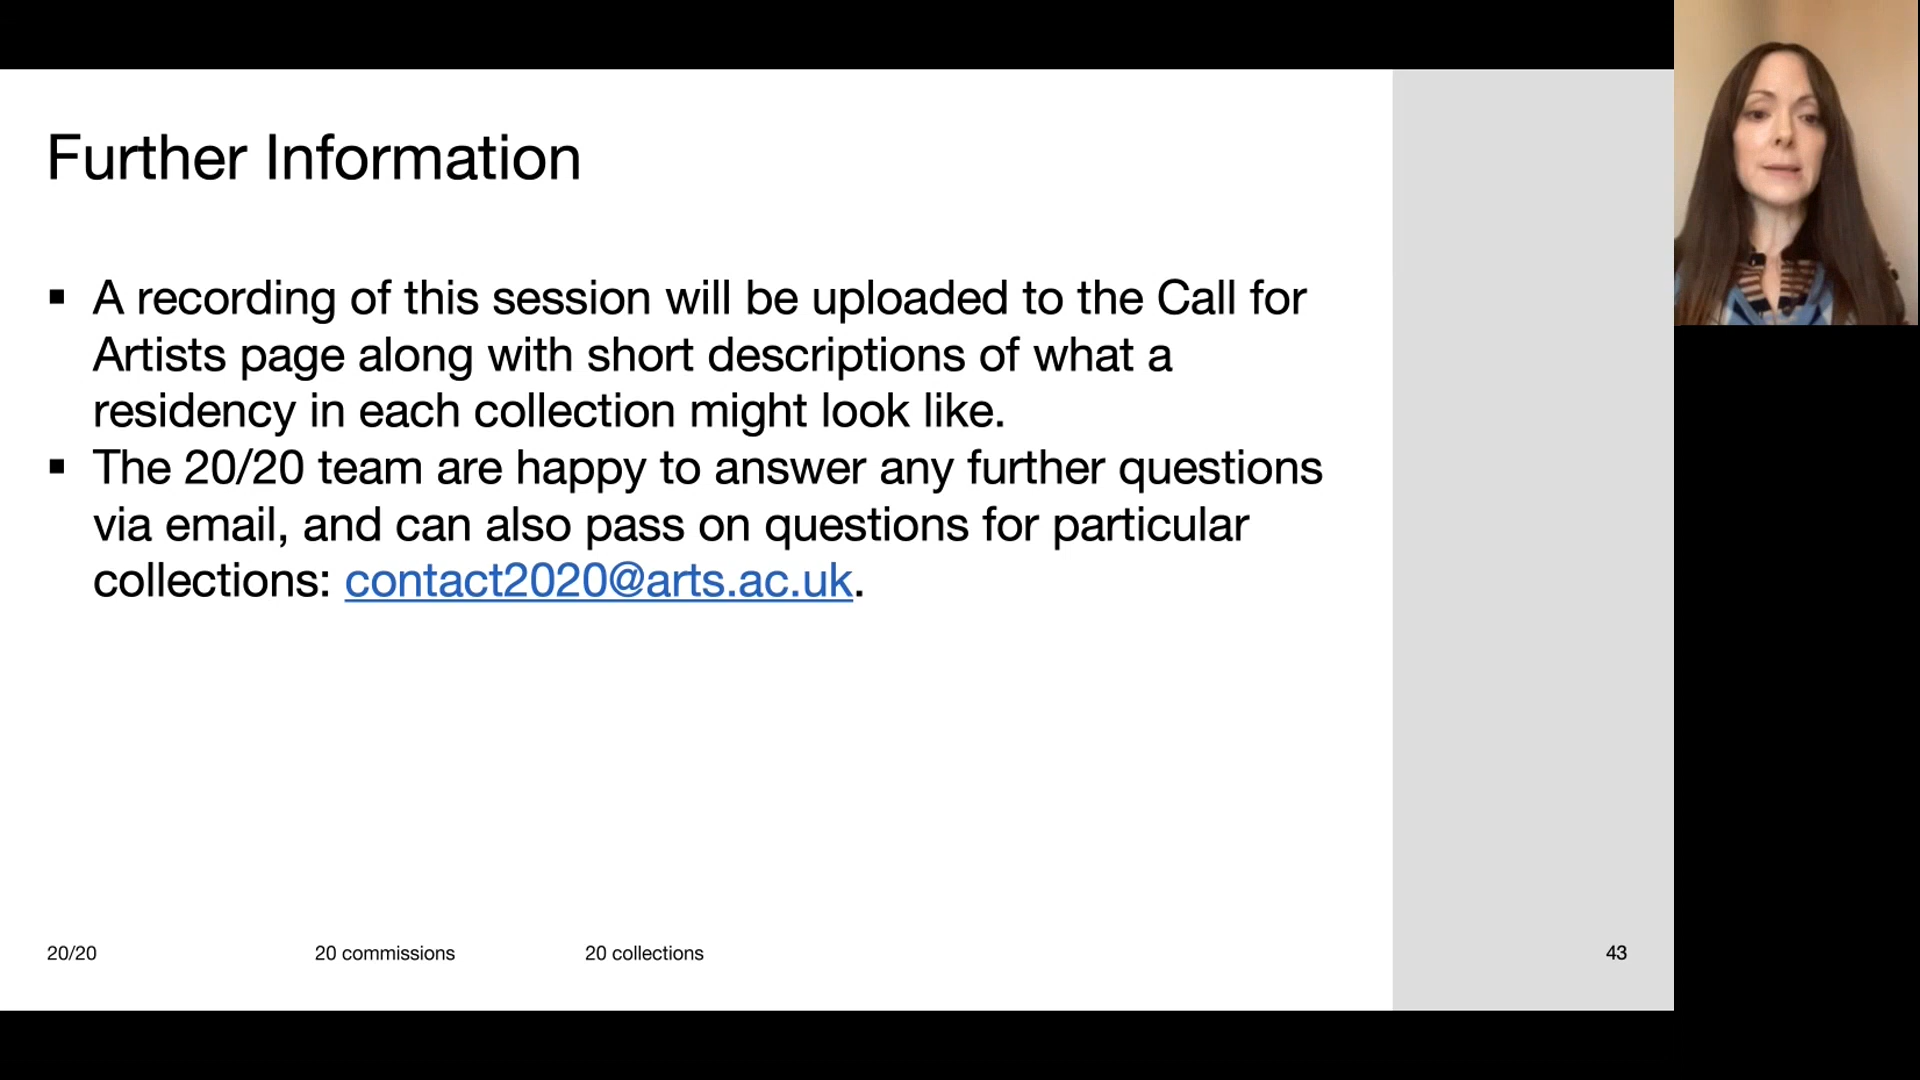 Further Information
▪ A recording of this session will be uploaded to the Call for
Artists page along with short descriptions of what a
residency in each collection might look like.
▪ The 20/20 team are happy to answer any further questions
via email, and can also pass on questions for particular
collections: contact2020@arts.ac.uk.
20/20 20 commissions 20 collections 43